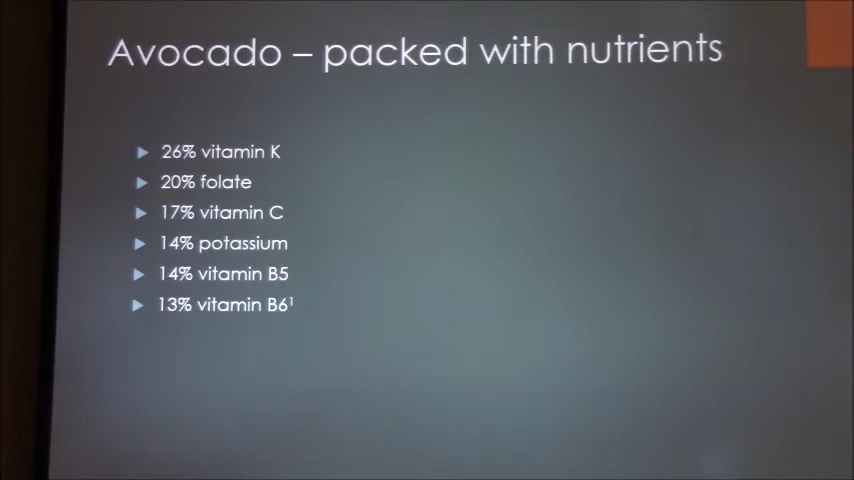 Avocado – packed with nutrients
26% vitamin K
20% folate
17% vitamin C
14% potassium
14% vitamin B5
13% vitamin B6¹